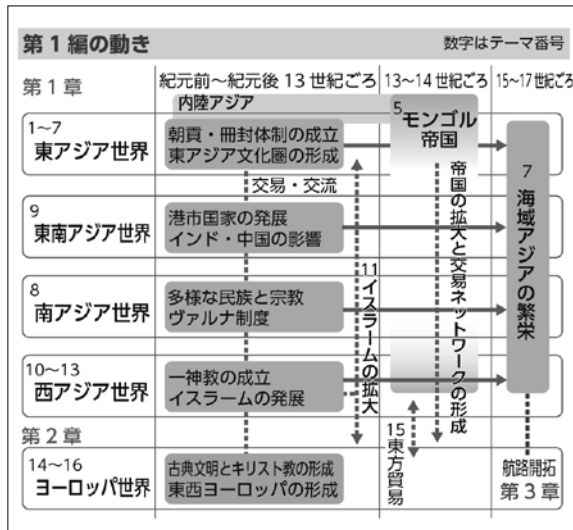 第1編の動き
数字はテーマ番号
第1章
紀元前~紀元後13世紀ごろ
13~14世紀ごろ
15~17世紀ごろ
内陸アジア
1~7
東アジア世界
朝貢・冊封体制の成立
東アジア文化圏の形成
5
モンゴル
帝国
交易・交流
9
東南アジア世界
港市国家の発展
インド・中国の影響
8
南アジア世界
多様な民族と宗教
ヴァルナ制度
10~13
西アジア世界
一神教の成立
イスラームの発展
11イスラームの拡大
帝国の拡大と交易ネットワークの形成
7
海域アジアの繁栄
第2章
14~16
ヨーロッパ世界
古典文明とキリスト教の形成
東西ヨーロッパの形成
15東方貿易
航路開拓
第3章